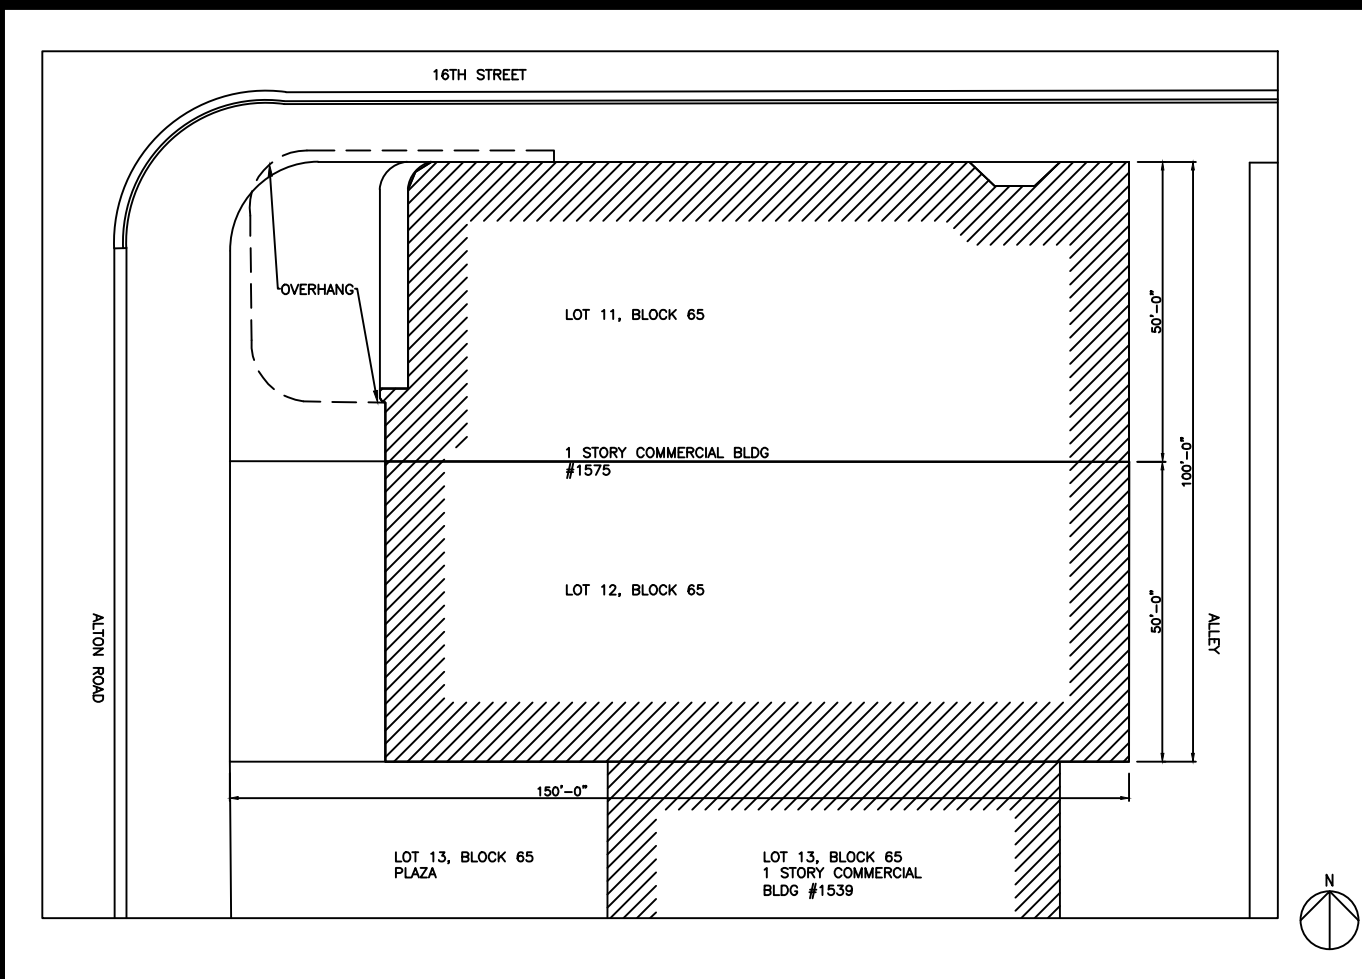 16TH STREET
OVERHANG
LOT 11, BLOCK 65
50'-0"
1 STORY COMMERCIAL BLDG
#1575
100'-0"
LOT 12, BLOCK 65
50'-0"
ALLEY
ALTON ROAD
150'-0"
LOT 13, BLOCK 65
PLAZA
LOT 13, BLOCK 65
1 STORY COMMERCIAL
BLDG #1539
N